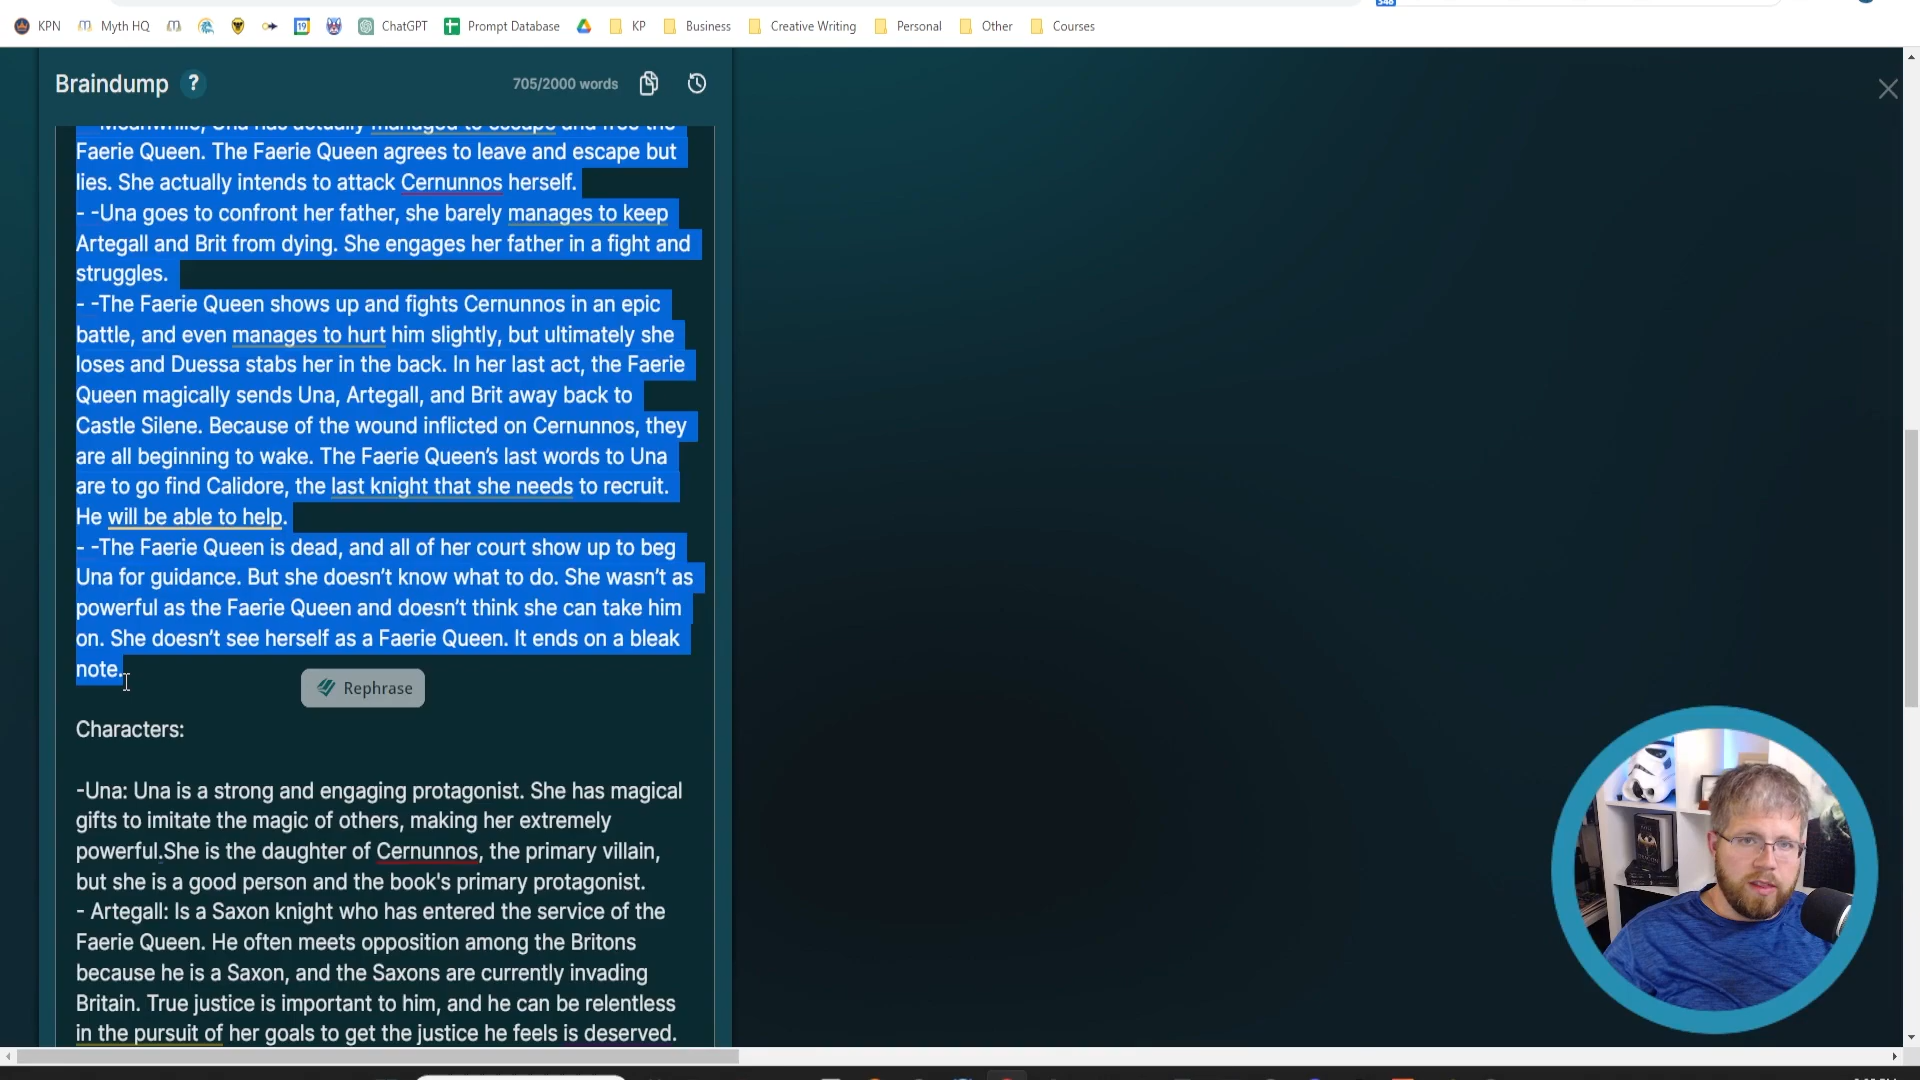 KPN Myth HQ ChatGPT Prompt Database KP Business Creative Writing Personal Other Courses
Braindump ? 705/2000 words
- -Meanwhile, Una has actually managed to escape and free the
Faerie Queen. The Faerie Queen agrees to leave and escape but
lies. She actually intends to attack Cernunnos herself.
- -Una goes to confront her father, she barely manages to keep
Artegall and Brit from dying. She engages her father in a fight and
struggles.
- -The Faerie Queen shows up and fights Cernunnos in an epic
battle, and even manages to hurt him slightly, but ultimately she
loses and Duessa stabs her in the back. In her last act, the Faerie
Queen magically sends Una, Artegall, and Brit away back to
Castle Silene. Because of the wound inflicted on Cernunnos, they
are all beginning to wake. The Faerie Queen’s last words to Una
are to go find Calidore, the last knight that she needs to recruit.
He will be able to help.
- -The Faerie Queen is dead, and all of her court show up to beg
Una for guidance. But she doesn’t know what to do. She wasn’t as
powerful as the Faerie Queen and doesn’t think she can take him
on. She doesn’t see herself as a Faerie Queen. It ends on a bleak
note.
Rephrase
Characters:
-Una: Una is a strong and engaging protagonist. She has magical
gifts to imitate the magic of others, making her extremely
powerful.She is the daughter of Cernunnos, the primary villain,
but she is a good person and the book's primary protagonist.
- Artegall: Is a Saxon knight who has entered the service of the
Faerie Queen. He often meets opposition among the Britons
because he is a Saxon, and the Saxons are currently invading
Britain. True justice is important to him, and he can be relentless
in the pursuit of her goals to get the justice he feels is deserved.